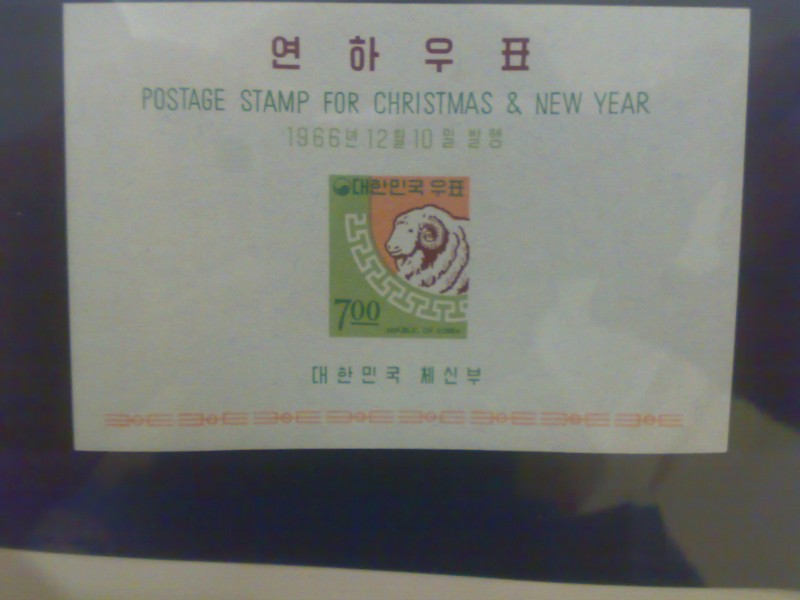 연하우표
POSTAGE STAMP FOR CHRISTMAS & NEW YEAR
1966년 12월 10일 발행
대한민국 우표
700
REPUBLIC OF KOREA
대한민국 체신부